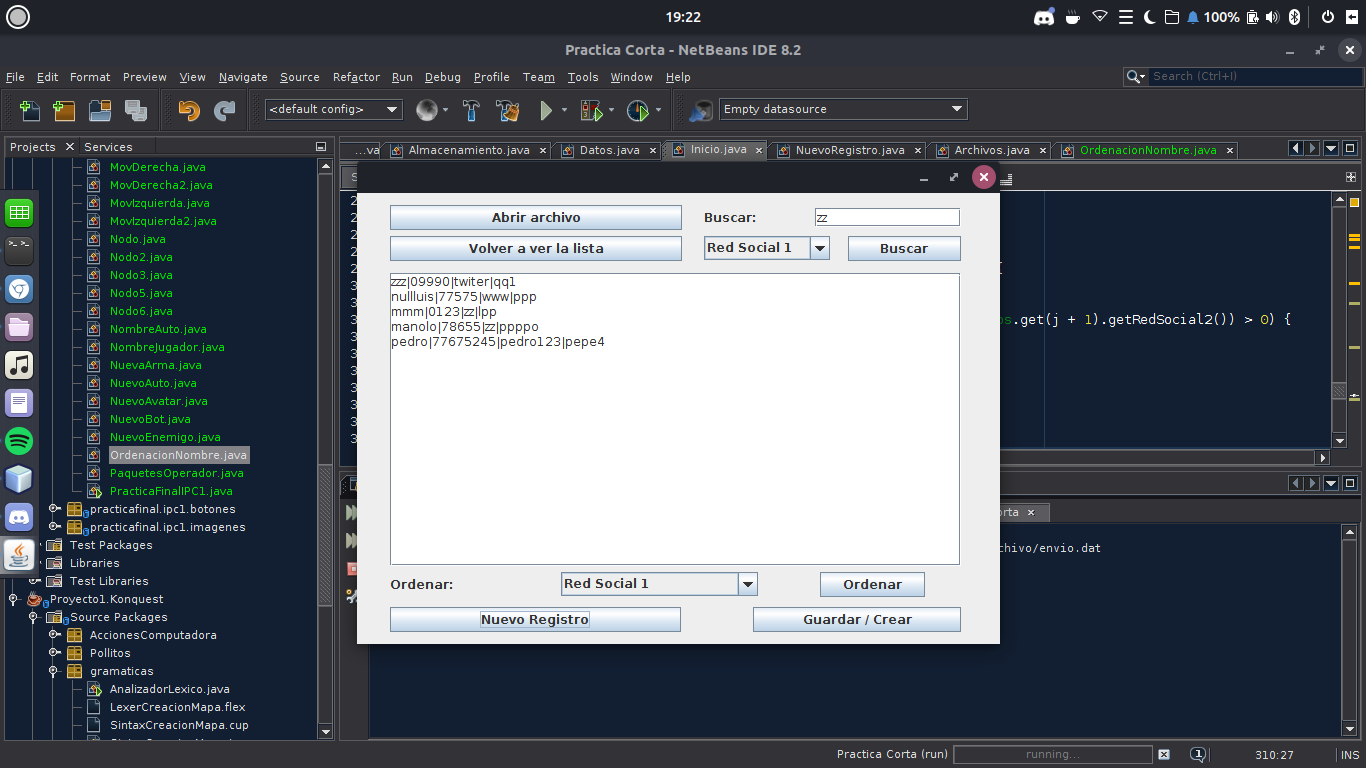 19:22
100%
Practica Corta - NetBeans IDE 8.2
File Edit Format Preview View Navigate Source Refactor Run Debug Profile Team Tools Window Help
Search (Ctrl+I)
<default config>
Empty datasource
Projects Services
...va Almacenamiento.java Datos.java Inicio.java NuevoRegistro.java Archivos.java OrdenacionNombre.java
MovDerecha.java
MovDerecha2.java
MovIzquierda.java
MovIzquierda2.java
Nodo.java
Nodo2.java
Nodo3.java
Nodo5.java
Nodo6.java
NombreAuto.java
NombreJugador.java
NuevaArma.java
NuevoAuto.java
NuevoAvatar.java
NuevoBot.java
NuevoEnemigo.java
OrdenacionNombre.java
PaquetesOperador.java
PracticaFinalIPC1.java
practicafinal.ipc1.botones
practicafinal.ipc1.imagenes
Test Packages
Libraries
Test Libraries
Proyecto1.Konquest
Source Packages
AccionesComputadora
Pollitos
gramaticas
AnalizadorLexico.java
LexerCreacionMapa.flex
SintaxCreacionMapa.cup
Abrir archivo
Buscar:
zz
Volver a ver la lista
Red Social 1
Buscar
zzz|09990|twiter|qq1
nullluis|77575|www|ppp
mmm|0123|zz|lpp
manolo|78655|zz|ppppo
pedro|77675245|pedro123|pepe4
Ordenar:
Red Social 1
Ordenar
Nuevo Registro
Guardar / Crear
{
s.get(j + 1).getRedSocial2()) > 0) {
orta
chivo/envio.dat
Practica Corta (run)
running...
1
310:27
INS